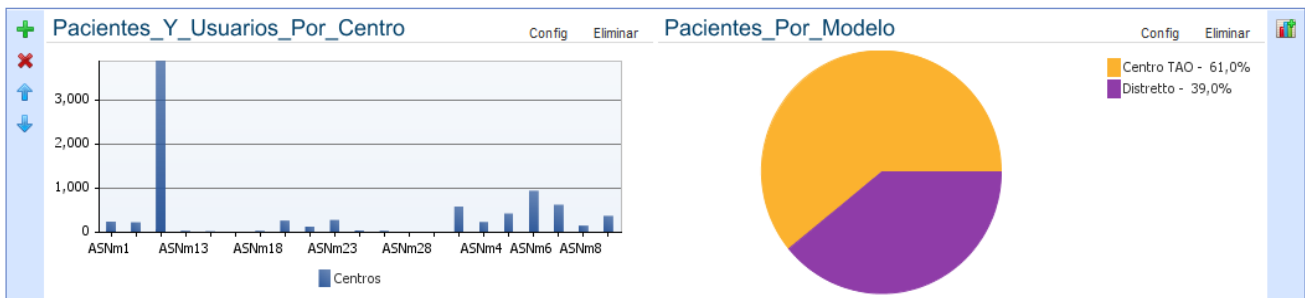 Pacientes_Y_Usuarios_Por_Centro
Config Eliminar
3,000
2,000
1,000
0
ASNm1 ASNm13 ASNm18 ASNm23 ASNm28 ASNm4 ASNm6 ASNm8
Centros
Pacientes_Por_Modelo
Config Eliminar
Centro TAO - 61,0%
Distretto - 39,0%